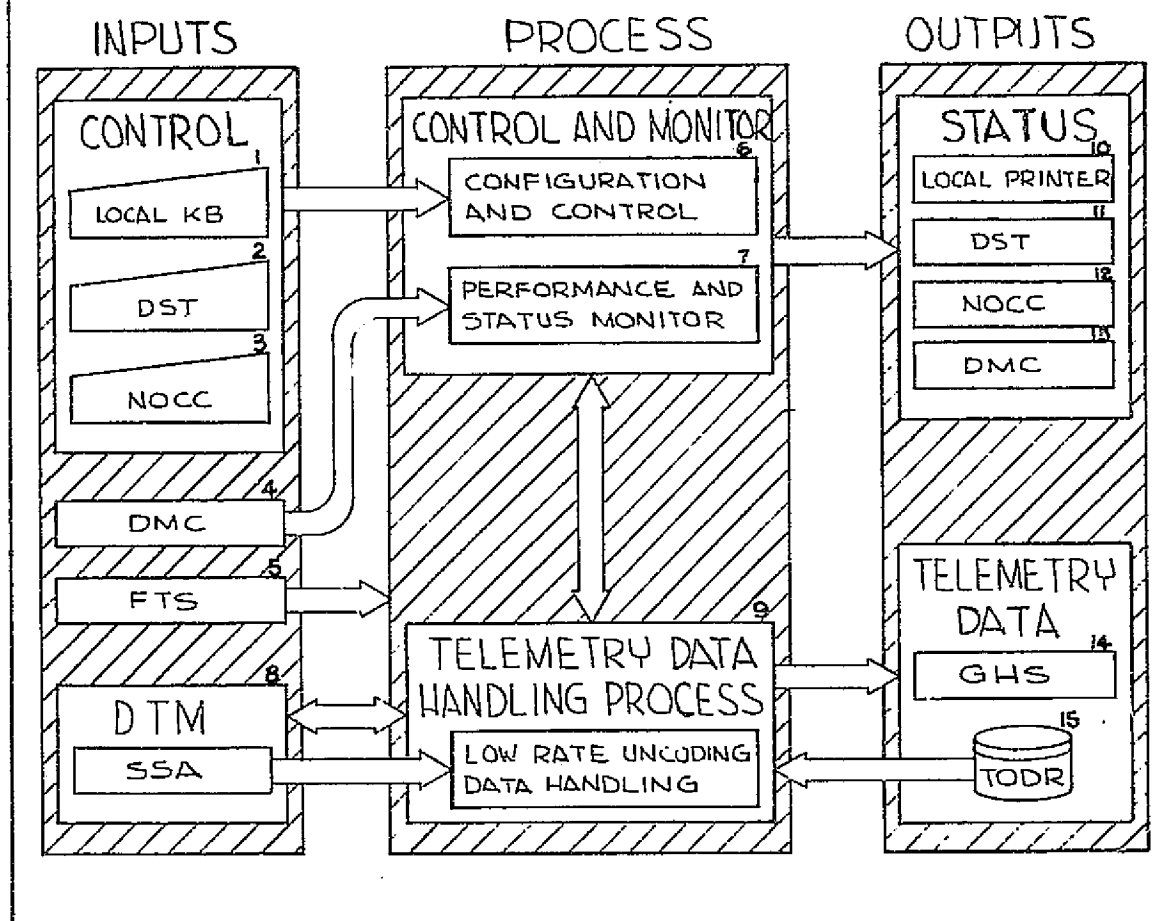 INPUTS
PROCESS
OUTPUTS
CONTROL
1
LOCAL KB
2
DST
3
NOCC
4
DMC
5
FTS
8
DTM
SSA
CONTROL AND MONITOR
6
CONFIGURATION
AND CONTROL
7
PERFORMANCE AND
STATUS MONITOR
9
TELEMETRY DATA
HANDLING PROCESS
LOW RATE UNCODING
DATA HANDLING
STATUS
10
LOCAL PRINTER
11
DST
12
NOCC
13
DMC
TELEMETRY
DATA
14
GHS
15
TODR